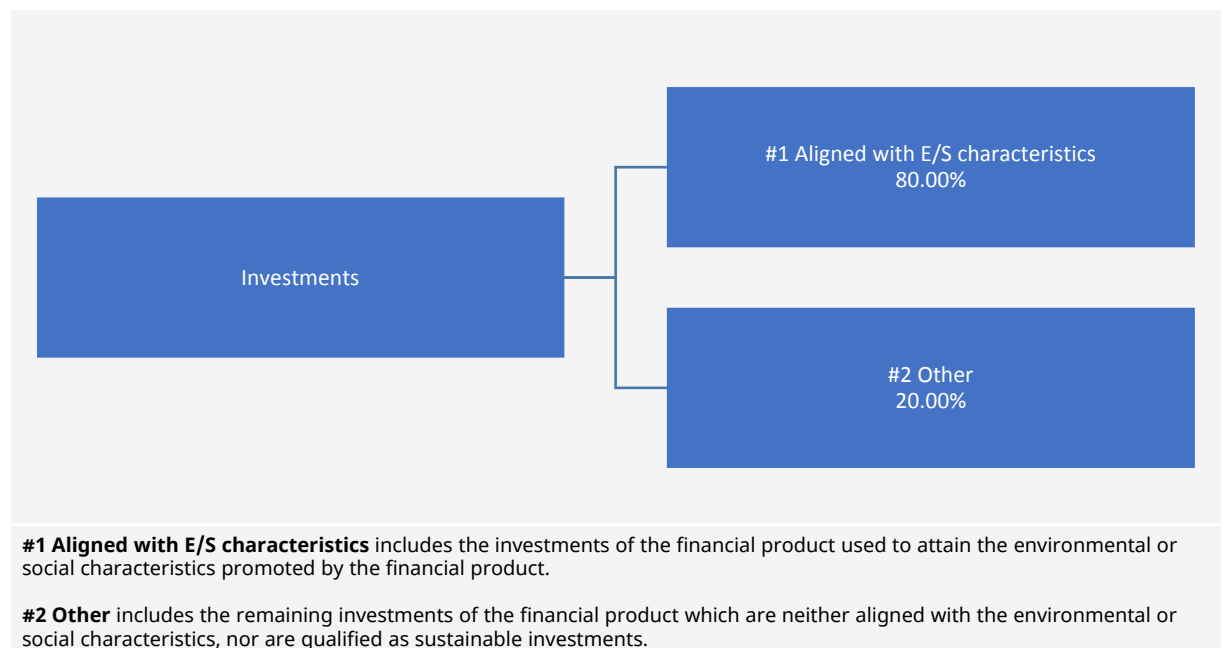 #1 Aligned with E/S characteristics
80.00%
Investments
#2 Other
20.00%
#1 Aligned with E/S characteristics includes the investments of the financial product used to attain the environmental or
social characteristics promoted by the financial product.
#2 Other includes the remaining investments of the financial product which are neither aligned with the environmental or
social characteristics, nor are qualified as sustainable investments.